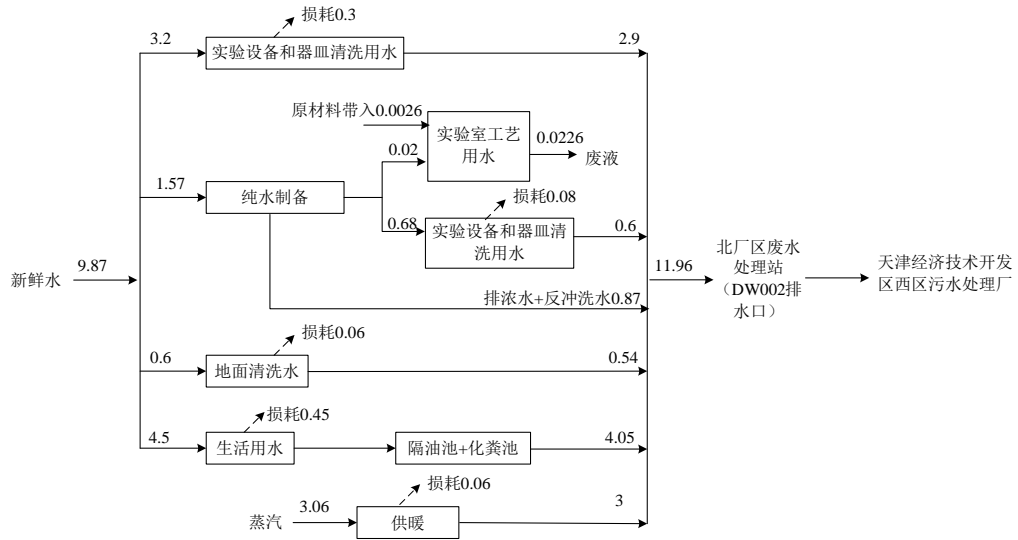 损耗0.3
3.2
实验设备和器皿清洗用水
2.9
原材料带入0.0026
实验室工艺
用水
0.02
0.0226
废液
1.57
纯水制备
损耗0.08
0.68
实验设备和器皿清
洗用水
0.6
新鲜水
9.87
11.96
北厂区废水
处理站
（DW002排
水口）
天津经济技术开发
区西区污水处理厂
排浓水+反冲洗水0.87
损耗0.06
0.6
地面清洗水
0.54
损耗0.45
4.5
生活用水
隔油池+化粪池
4.05
损耗0.06
蒸汽
3.06
供暖
3